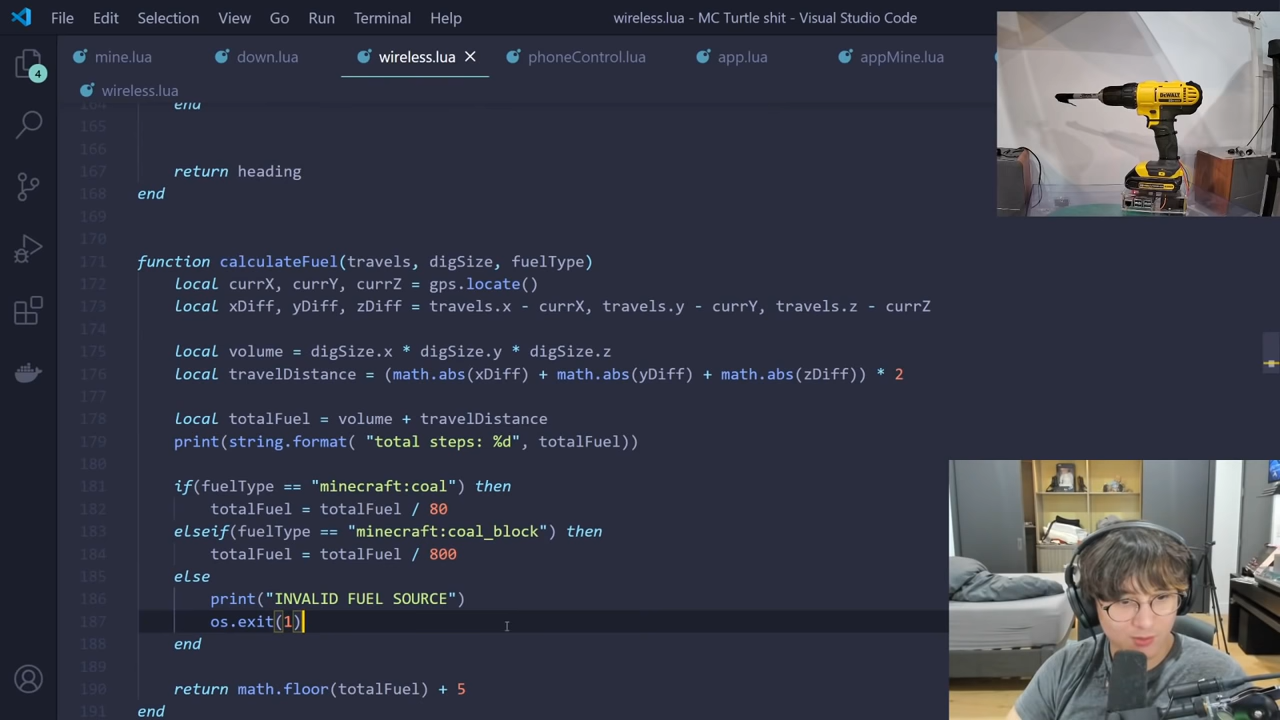 File Edit Selection View Go Run Terminal Help
wireless.lua - MC Turtle shit - Visual Studio Code
mine.lua
down.lua
wireless.lua
phoneControl.lua
app.lua
appMine.lua
4
wireless.lua
164 end
165
166
167 return heading
168 end
169
170
171 function calculateFuel(travels, digSize, fuelType)
172 local currX, currY, currZ = gps.locate()
173 local xDiff, yDiff, zDiff = travels.x - currX, travels.y - currY, travels.z - currZ
174
175 local volume = digSize.x * digSize.y * digSize.z
176 local travelDistance = (math.abs(xDiff) + math.abs(yDiff) + math.abs(zDiff)) * 2
177
178 local totalFuel = volume + travelDistance
179 print(string.format( "total steps: %d", totalFuel))
180
181 if(fuelType == "minecraft:coal") then
182 totalFuel = totalFuel / 80
183 elseif(fuelType == "minecraft:coal_block") then
184 totalFuel = totalFuel / 800
185 else
186 print("INVALID FUEL SOURCE")
187 os.exit(1)
188 end
189
190 return math.floor(totalFuel) + 5
191 end
DEWALT